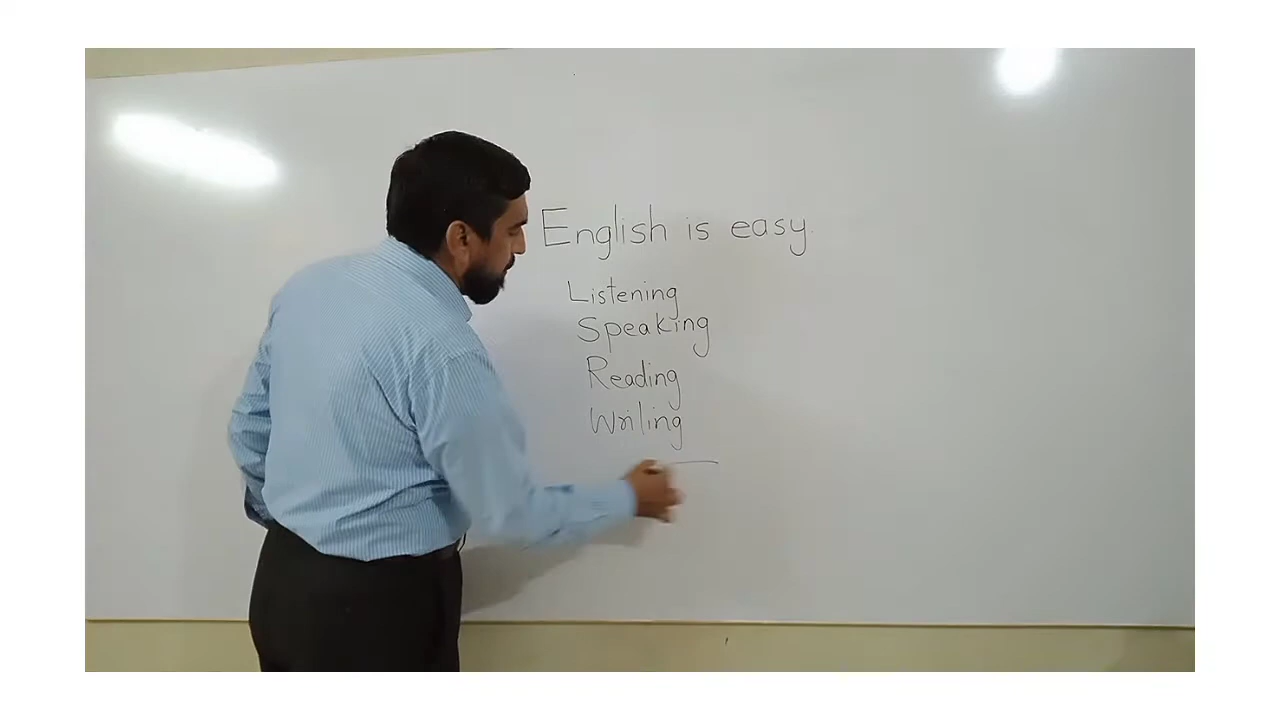 English is easy.
Listening
Speaking
Reading
Writing